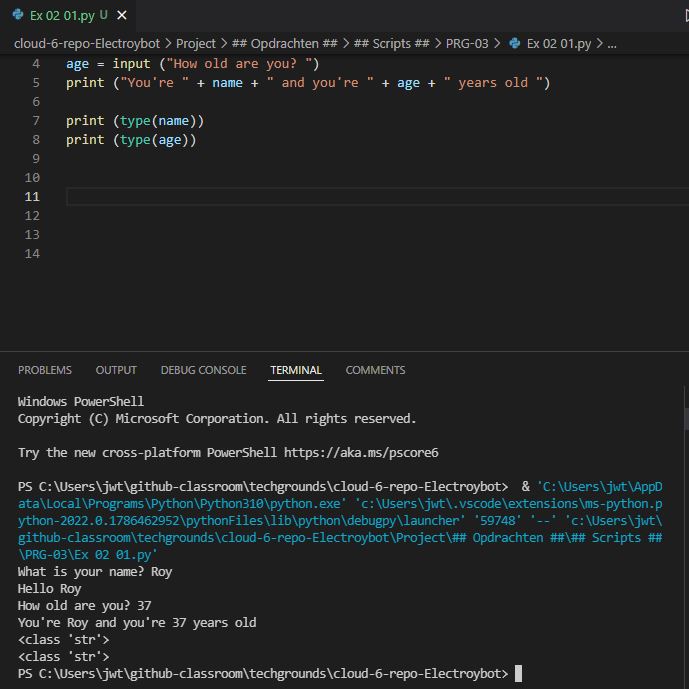 Ex 02 01.py U
cloud-6-repo-Electroybot > Project > ## Opdrachten ## > ## Scripts ## > PRG-03 > Ex 02 01.py > ...
4 age = input ("How old are you? ")
5 print ("You're " + name + " and you're " + age + " years old ")
6
7 print (type(name))
8 print (type(age))
9
10
11
12
13
14
PROBLEMS OUTPUT DEBUG CONSOLE TERMINAL COMMENTS
Windows PowerShell
Copyright (C) Microsoft Corporation. All rights reserved.
Try the new cross-platform PowerShell https://aka.ms/pscore6
PS C:\Users\jwt\github-classroom\techgrounds\cloud-6-repo-Electroybot>  & 'C:\Users\jwt\AppD
ata\Local\Programs\Python\Python310\python.exe' 'c:\Users\jwt\.vscode\extensions\ms-python.p
ython-2022.0.1786462952\pythonFiles\lib\python\debugpy\launcher' '59748' '--' 'c:\Users\jwt\
github-classroom\techgrounds\cloud-6-repo-Electroybot\Project\## Opdrachten ##\## Scripts ##
\PRG-03\Ex 02 01.py'
What is your name? Roy
Hello Roy
How old are you? 37
You're Roy and you're 37 years old
<class 'str'>
<class 'str'>
PS C:\Users\jwt\github-classroom\techgrounds\cloud-6-repo-Electroybot>